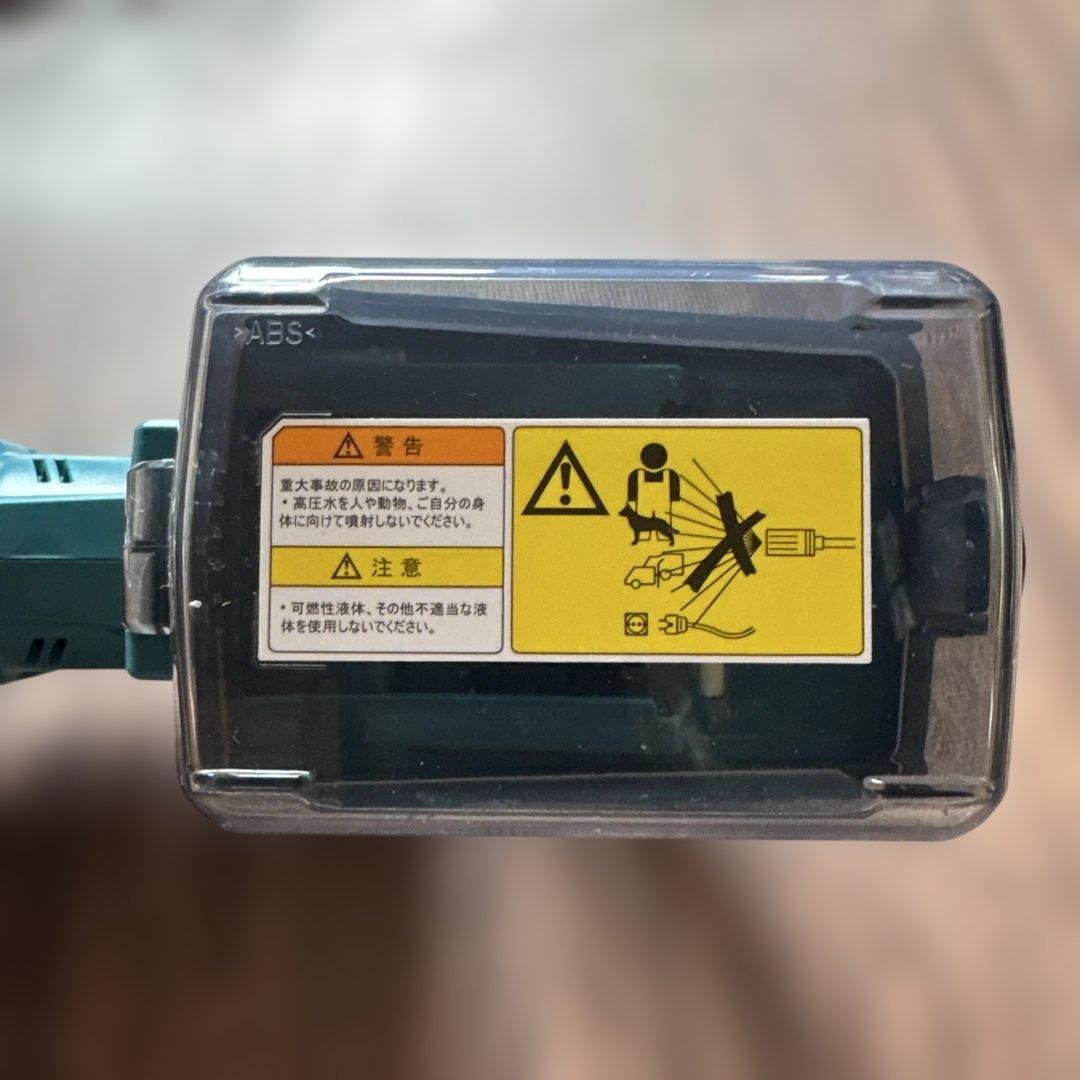 >ABS<
警告
重大事故の原因になります。
・高圧水を人や動物、ご自分の身
体に向けて噴射しないでください。
注意
・可燃性液体、その他不適当な液
体を使用しないでください。